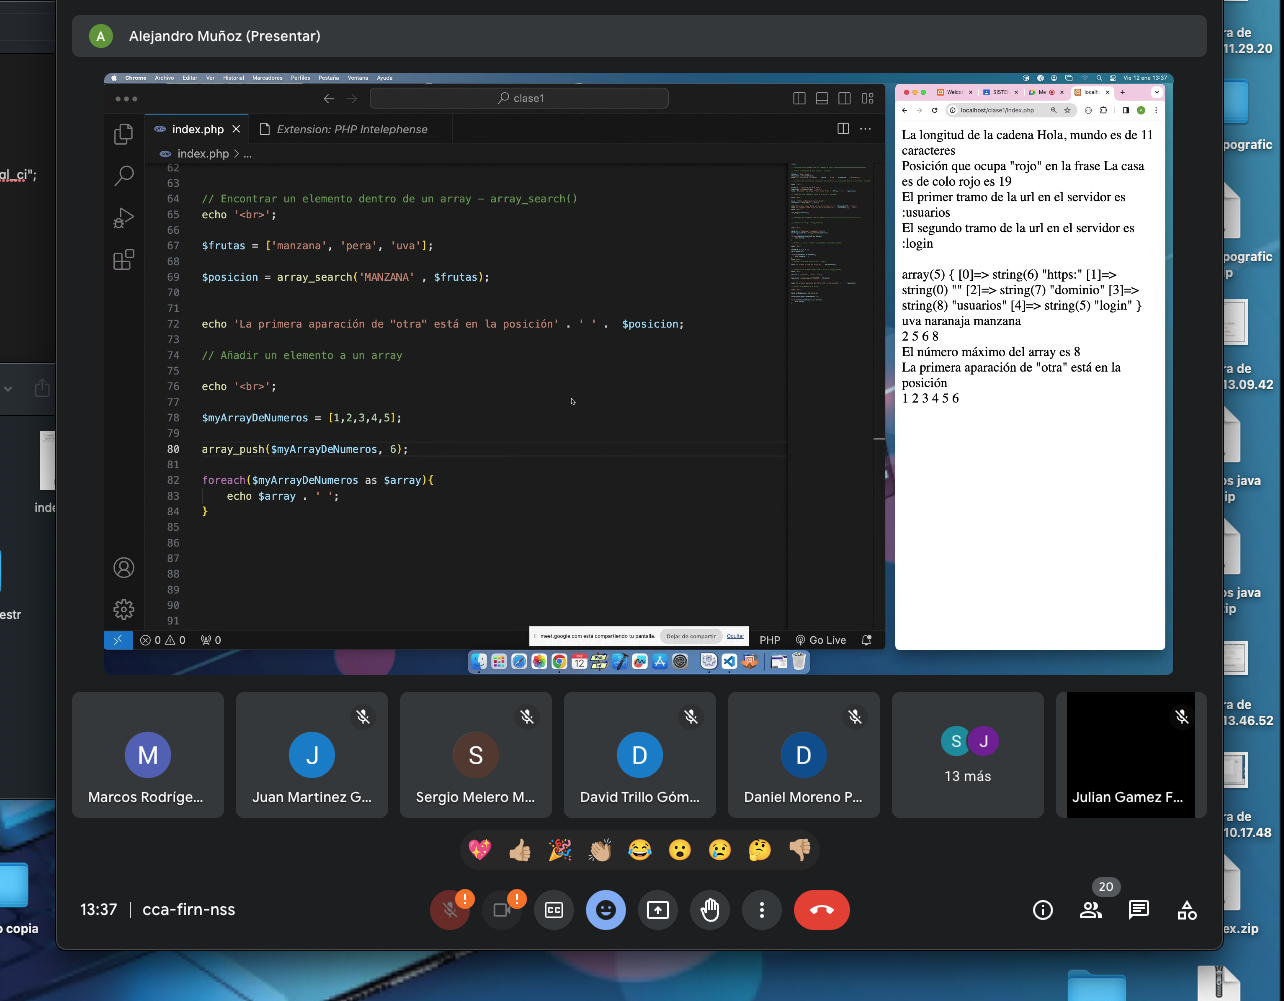 A Alejandro Muñoz (Presentar)
Chrome Archivo Editar Ver Historial Marcadores Perfiles Pestaña Ventana Ayuda
Vie 12 ene 13:37
clase1
index.php
Extension: PHP Intelephense
index.php > ...
62
63
64 // Encontrar un elemento dentro de un array – array_search()
65 echo '<br>';
66
67 $frutas = ['manzana', 'pera', 'uva'];
68
69 $posicion = array_search('MANZANA' , $frutas);
70
71
72 echo 'La primera aparación de "otra" está en la posición' . ' ' .  $posicion;
73
74 // Añadir un elemento a un array
75
76 echo '<br>';
77
78 $myArrayDeNumeros = [1,2,3,4,5];
79
80 array_push($myArrayDeNumeros, 6);
81
82 foreach($myArrayDeNumeros as $array){
83 echo $array . ' ';
84 }
85
86
87
88
89
90
91
0 0 0
meet.google.com está compartiendo tu pantalla. Dejar de compartir Ocultar
PHP Go Live
Welco SISTE Me localh
localhost/clase1/index.php
La longitud de la cadena Hola, mundo es de 11
caracteres
Posición que ocupa "rojo" en la frase La casa
es de colo rojo es 19
El primer tramo de la url en el servidor es
:usuarios
El segundo tramo de la url en el servidor es
:login
array(5) { [0]=> string(6) "https:" [1]=>
string(0) "" [2]=> string(7) "dominio" [3]=>
string(8) "usuarios" [4]=> string(5) "login" }
uva naranaja manzana
2 5 6 8
El número máximo del array es 8
La primera aparación de "otra" está en la
posición
1 2 3 4 5 6
12
M
Marcos Rodríge...
J
Juan Martinez G...
S
Sergio Melero M...
D
David Trillo Góm...
D
Daniel Moreno P...
S J
13 más
Julian Gamez F...
13:37 | cca-firn-nss
20
al_ci";
inde
estr
o copia
ra de
11.29.20
pografic
pografic
p
ra de
13.09.42
os java
ip
os java
tip
ra de
13.46.52
ra de
10.17.48
ex.zip